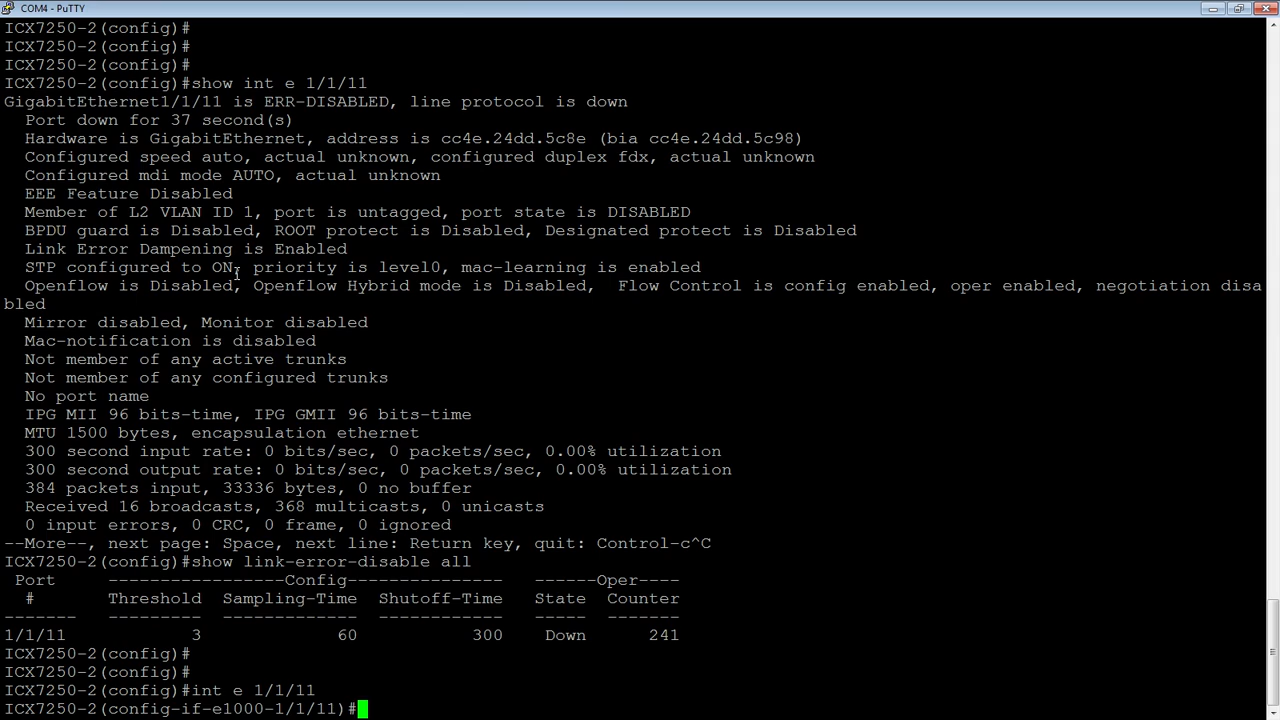 COM4 - PuTTY
ICX7250-2(config)#
ICX7250-2(config)#
ICX7250-2(config)#
ICX7250-2(config)#show int e 1/1/11
GigabitEthernet1/1/11 is ERR-DISABLED, line protocol is down
  Port down for 37 second(s)
  Hardware is GigabitEthernet, address is cc4e.24dd.5c8e (bia cc4e.24dd.5c98)
  Configured speed auto, actual unknown, configured duplex fdx, actual unknown
  Configured mdi mode AUTO, actual unknown
  EEE Feature Disabled
  Member of L2 VLAN ID 1, port is untagged, port state is DISABLED
  BPDU guard is Disabled, ROOT protect is Disabled, Designated protect is Disabled
  Link Error Dampening is Enabled
  STP configured to ON, priority is level0, mac-learning is enabled
  Openflow is Disabled, Openflow Hybrid mode is Disabled,  Flow Control is config enabled, oper enabled, negotiation disa
bled
  Mirror disabled, Monitor disabled
  Mac-notification is disabled
  Not member of any active trunks
  Not member of any configured trunks
  No port name
  IPG MII 96 bits-time, IPG GMII 96 bits-time
  MTU 1500 bytes, encapsulation ethernet
  300 second input rate: 0 bits/sec, 0 packets/sec, 0.00% utilization
  300 second output rate: 0 bits/sec, 0 packets/sec, 0.00% utilization
  384 packets input, 33336 bytes, 0 no buffer
  Received 16 broadcasts, 368 multicasts, 0 unicasts
  0 input errors, 0 CRC, 0 frame, 0 ignored
--More--, next page: Space, next line: Return key, quit: Control-c^C
ICX7250-2(config)#show link-error-disable all
 Port     ---------------Config---------------   ------Oper----
  #       Threshold  Sampling-Time  Shutoff-Time   State  Counter
-------   ---------  -------------  ------------   -----  -------
1/1/11            3             60           300    Down      241
ICX7250-2(config)#
ICX7250-2(config)#
ICX7250-2(config)#int e 1/1/11
ICX7250-2(config-if-e1000-1/1/11)#